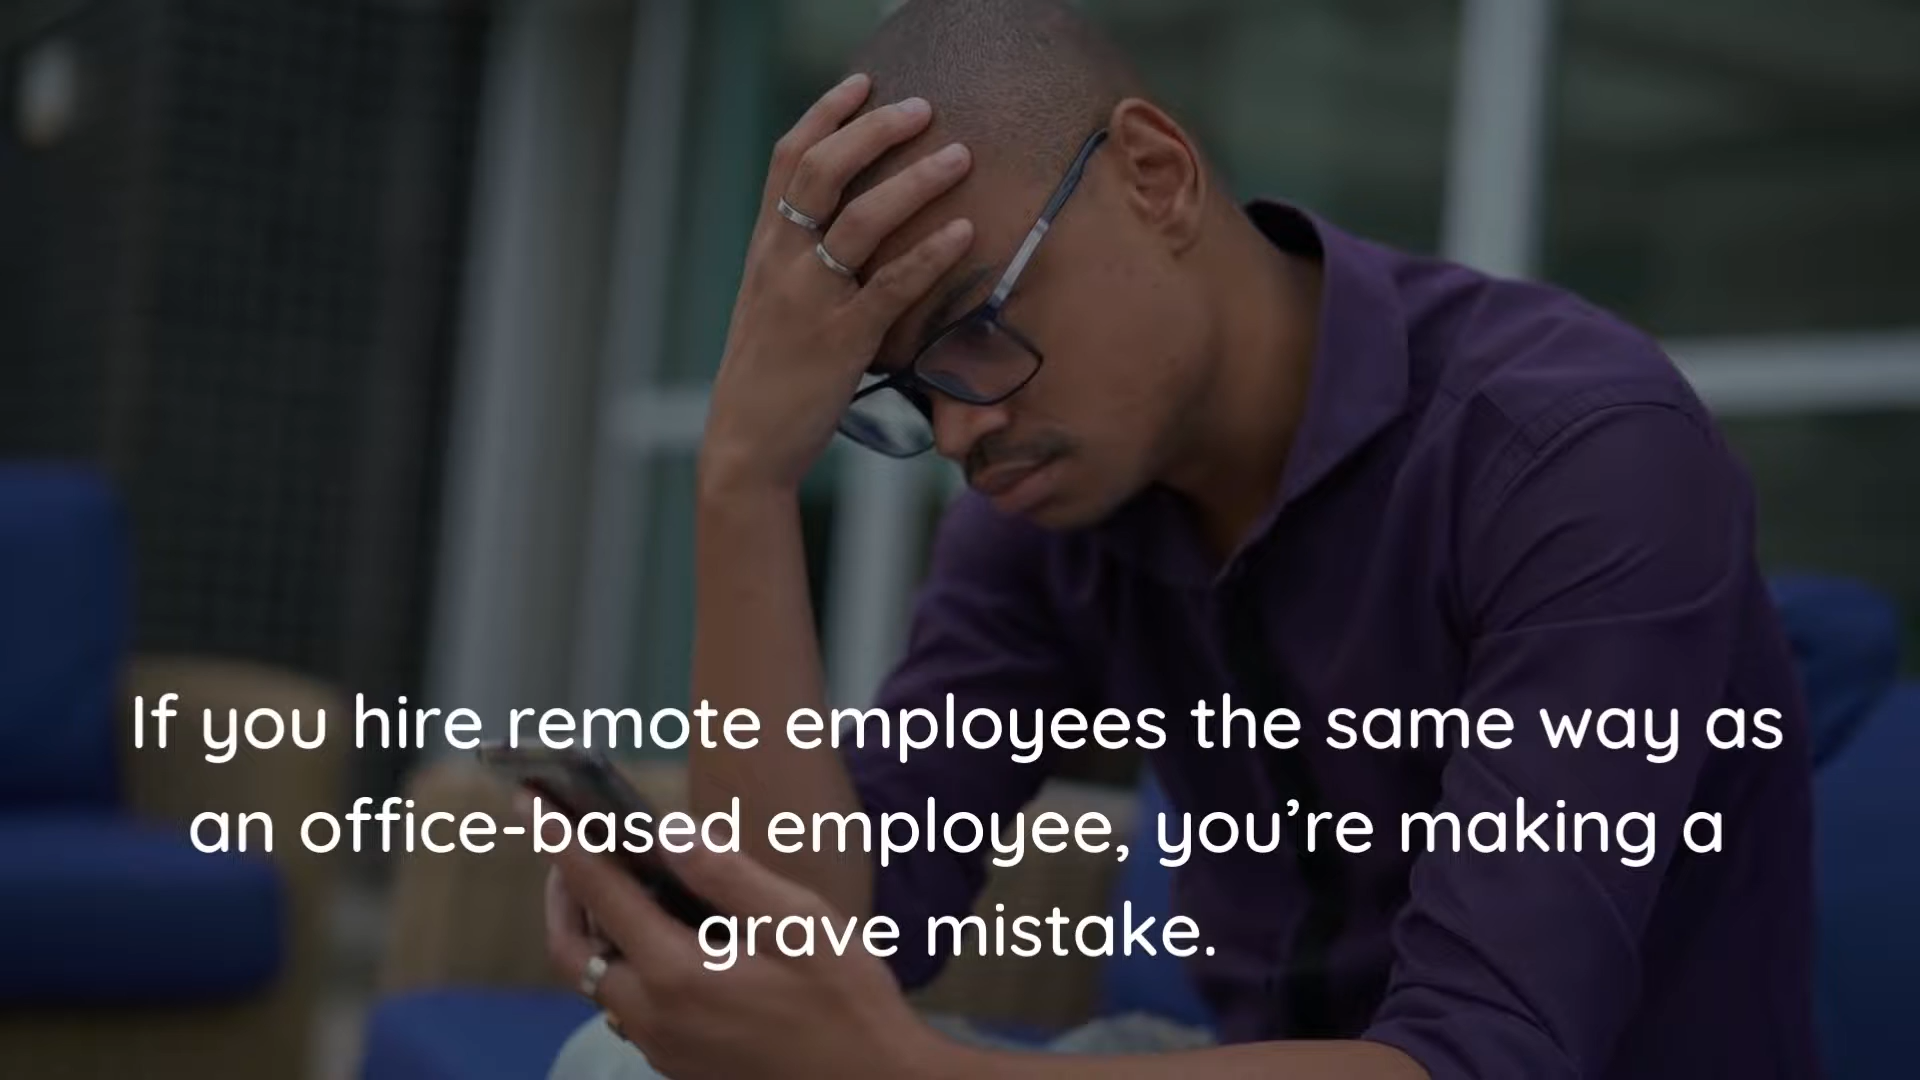 If you hire remote employees the same way as
an office-based employee, you’re making a
grave mistake.